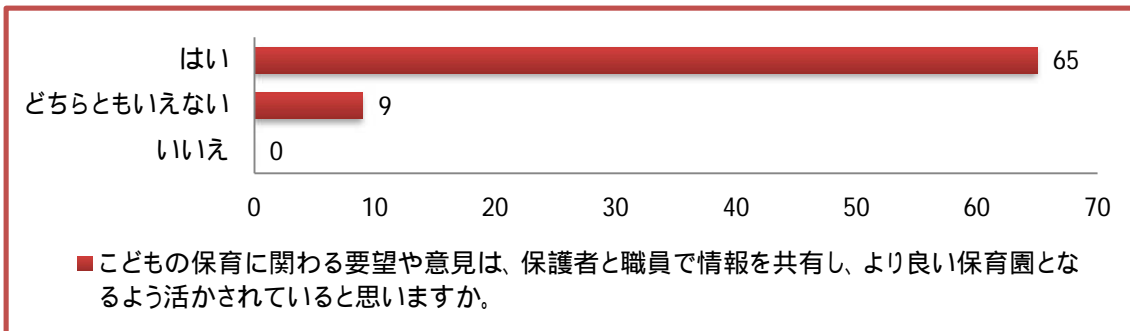 はい 65
どちらともいえない 9
いいえ 0
0 10 20 30 40 50 60 70
こどもの保育に関わる要望や意見は、保護者と職員で情報を共有し、より良い保育園とな
るよう活かされていると思いますか。